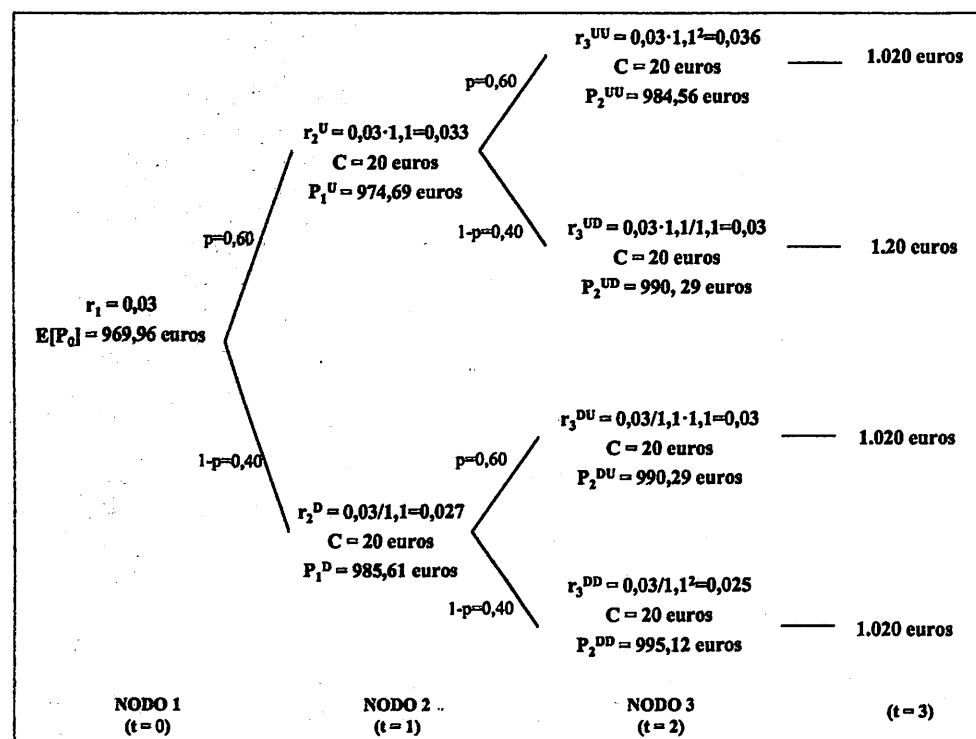 r₃ᵁᵁ = 0,03·1,1²=0,036
C = 20 euros
P₂ᵁᵁ = 984,56 euros
1.020 euros
p=0,60
r₂ᵁ = 0,03·1,1=0,033
C = 20 euros
P₁ᵁ = 974,69 euros
p=0,60
1-p=0,40
r₃ᵁᴰ = 0,03·1,1/1,1=0,03
C = 20 euros
P₂ᵁᴰ = 990, 29 euros
1.20 euros
r₁ = 0,03
E[P₀] = 969,96 euros
1-p=0,40
r₃ᴰᵁ = 0,03/1,1·1,1=0,03
C = 20 euros
P₂ᴰᵁ = 990,29 euros
1.020 euros
p=0,60
r₂ᴰ = 0,03/1,1=0,027
C = 20 euros
P₁ᴰ = 985,61 euros
1-p=0,40
r₃ᴰᴰ = 0,03/1,1²=0,025
C = 20 euros
P₂ᴰᴰ = 995,12 euros
1.020 euros
NODO 1 NODO 2 NODO 3
(t = 0) (t = 1) (t = 2) (t = 3)